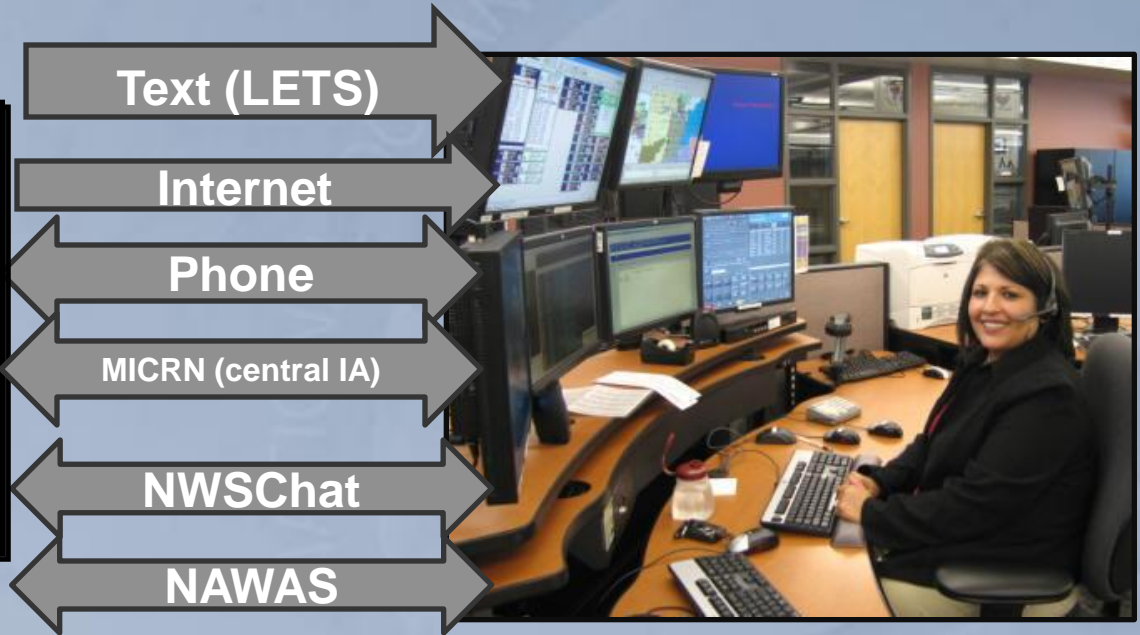 Text (LETS)
Internet
Phone
MICRN (central IA)
NWSChat
NAWAS